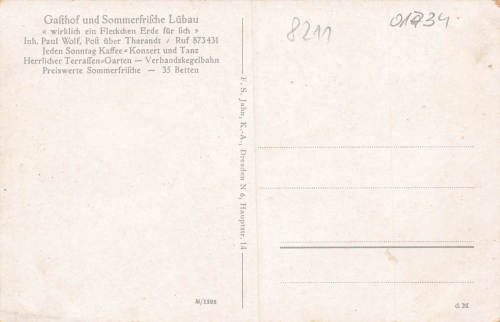 Gasthof und Sommerfrische Lübau
« wirklich ein Fleckchen Erde für sich »
Inh. Paul Wolf, Post über Tharandt / Ruf 873431
Jeden Sonntag Kaffee-Konzert und Tanz
Herrlicher Terrassen-Garten — Verbandskegelbahn
Preiswerte Sommerfrische — 35 Betten
— F.-S. Jahn, K.-A., Dresden N 6, Hauptstr. 14 —
8211
01734